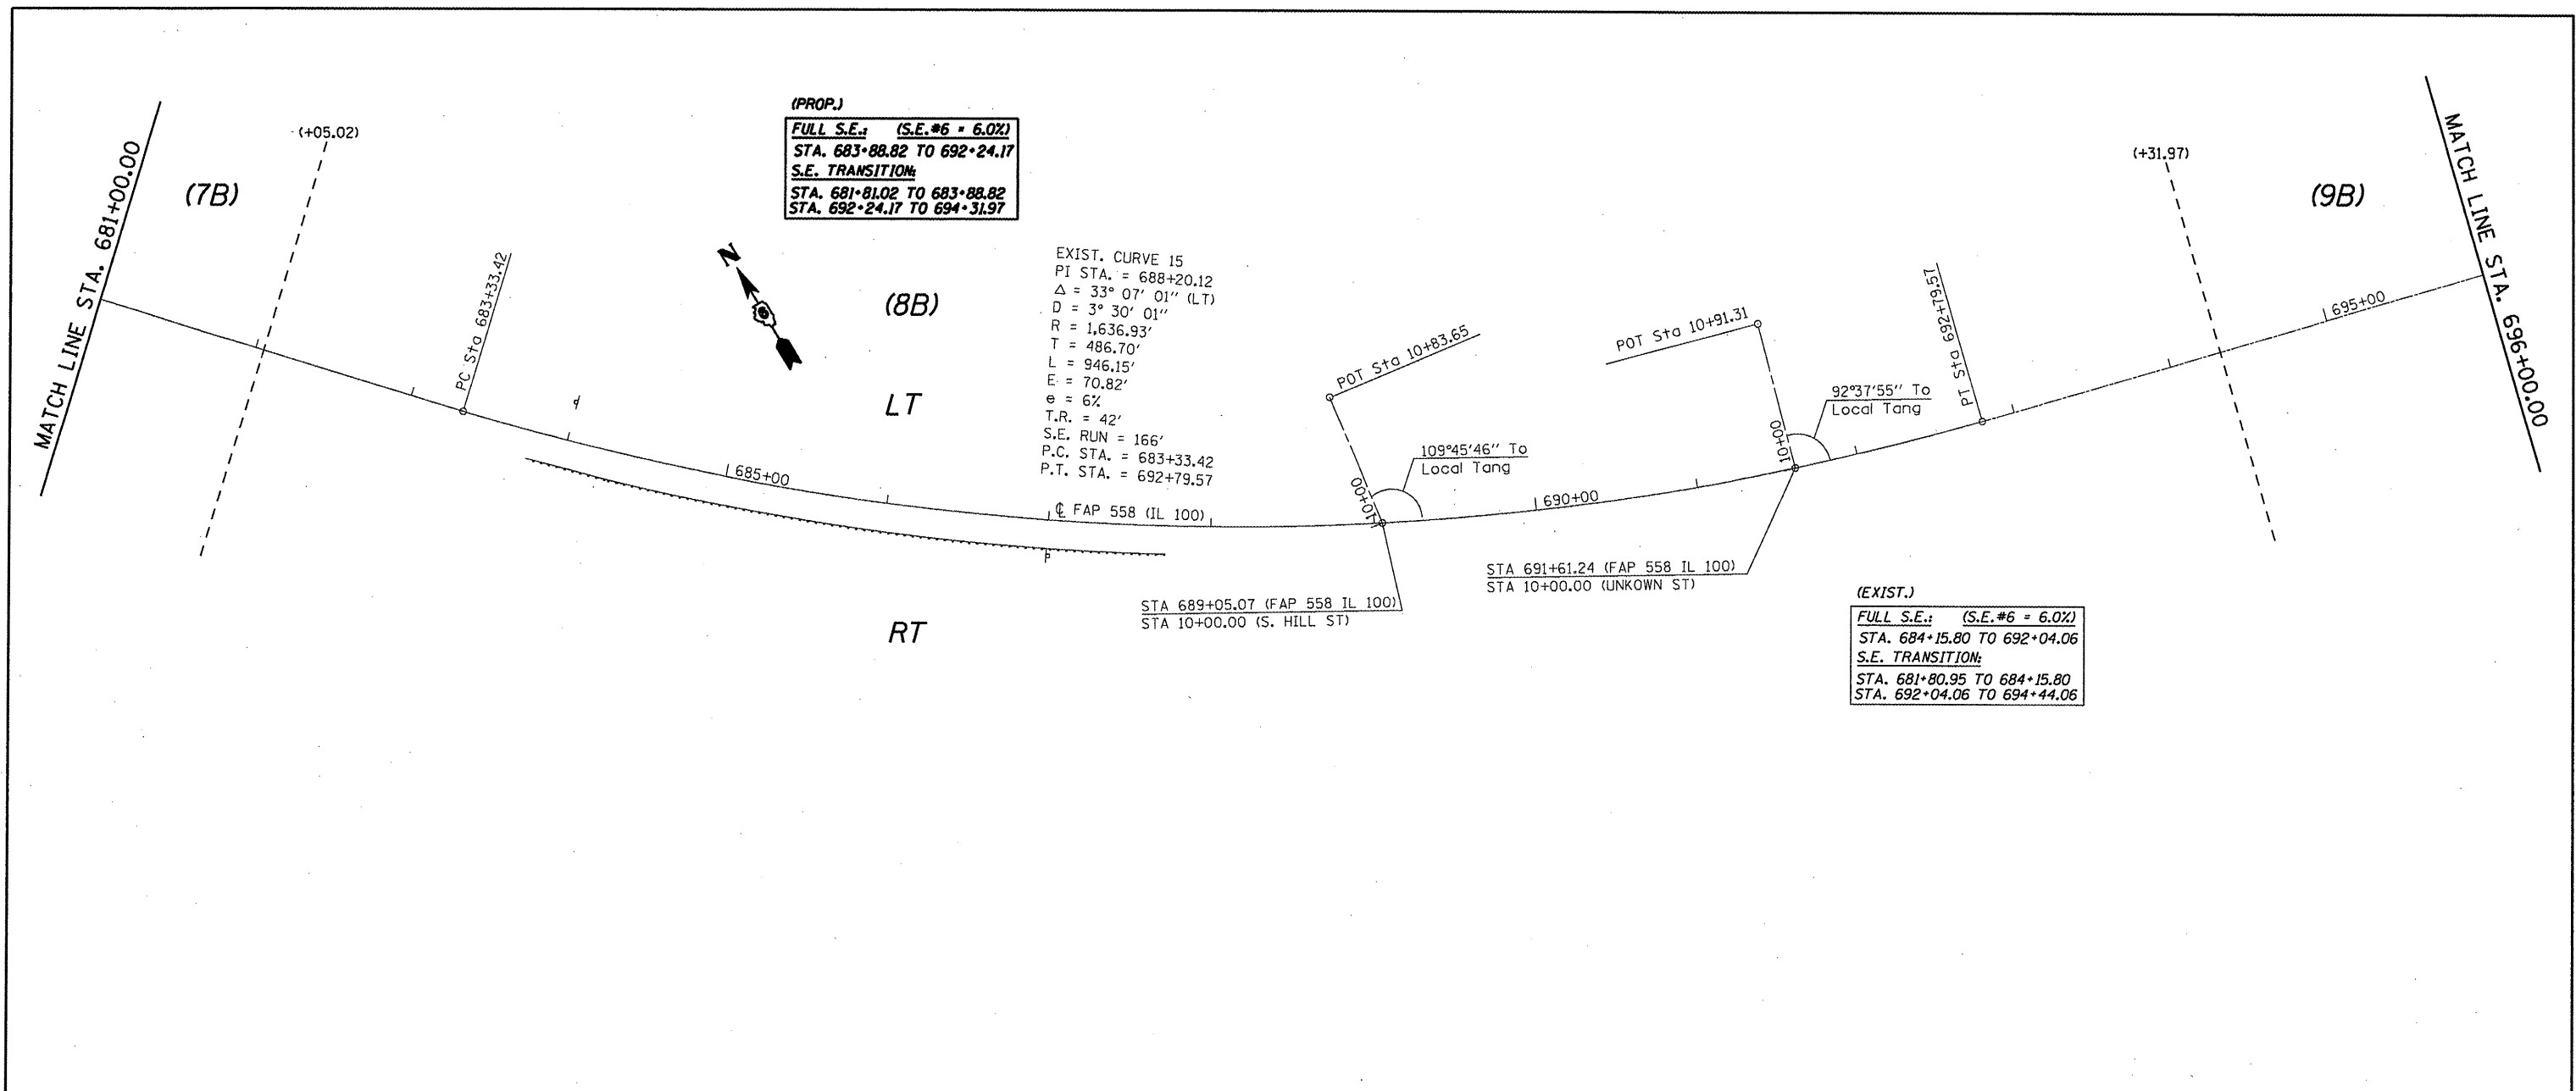 MATCH LINE STA. 681+00.00
(7B)
(+05.02)
PC Sta 683+33.42
(PROP.)
FULL S.E.: (S.E.#6 = 6.0%)
STA. 683+88.82 TO 692+24.17
S.E. TRANSITION:
STA. 681+81.02 TO 683+88.82
STA. 692+24.17 TO 694+31.97
N
6
(8B)
LT
EXIST. CURVE 15
PI STA. = 688+20.12
Δ = 33° 07' 01" (LT)
D = 3° 30' 01"
R = 1,636.93'
T = 486.70'
L = 946.15'
E = 70.82'
e = 6%
T.R. = 42'
S.E. RUN = 166'
P.C. STA. = 683+33.42
P.T. STA. = 692+79.57
685+00
℄ FAP 558 (IL 100)
RT
POT Sta 10+83.65
10+00
109°45'46" To
Local Tang
STA 689+05.07 (FAP 558 IL 100)
STA 10+00.00 (S. HILL ST)
690+00
POT Sta 10+91.31
10+00
92°37'55" To
Local Tang
STA 691+61.24 (FAP 558 IL 100)
STA 10+00.00 (UNKOWN ST)
PT Sta 692+79.57
(+31.97)
(9B)
695+00
MATCH LINE STA. 696+00.00
(EXIST.)
FULL S.E.: (S.E.#6 = 6.0%)
STA. 684+15.80 TO 692+04.06
S.E. TRANSITION:
STA. 681+80.95 TO 684+15.80
STA. 692+04.06 TO 694+44.06